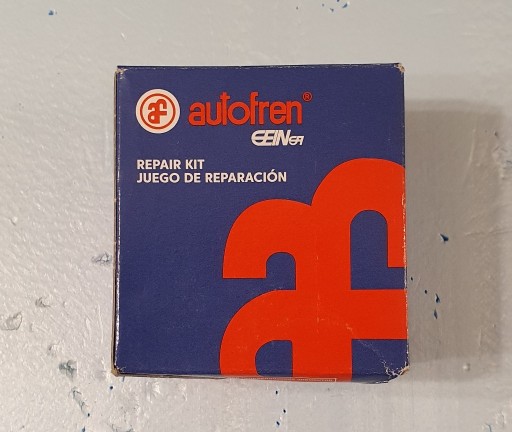 autofren®
SEINSA
REPAIR KIT
JUEGO DE REPARACIÓN